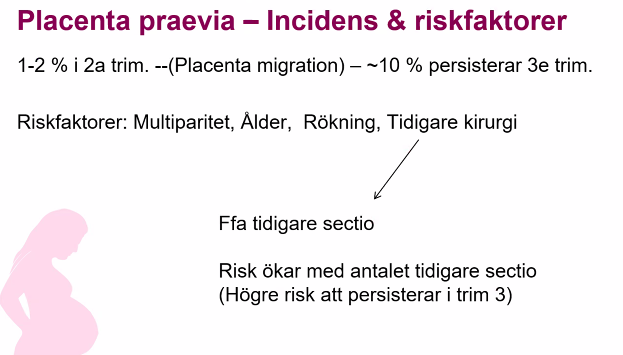 Placenta praevia – Incidens & riskfaktorer
1-2 % i 2a trim. --(Placenta migration) – ~10 % persisterar 3e trim.
Riskfaktorer: Multiparitet, Ålder,  Rökning, Tidigare kirurgi
Ffa tidigare sectio
Risk ökar med antalet tidigare sectio
(Högre risk att persisterar i trim 3)